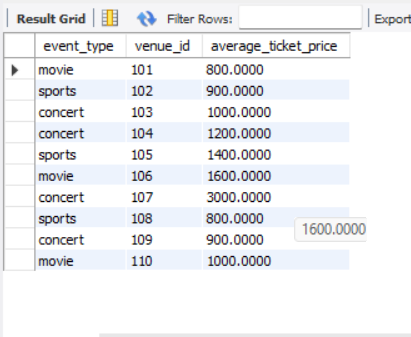 Result Grid Filter Rows: Export
event_type venue_id average_ticket_price
movie 101 800.0000
sports 102 900.0000
concert 103 1000.0000
concert 104 1200.0000
sports 105 1400.0000
movie 106 1600.0000
concert 107 3000.0000
sports 108 800.0000
1600.0000
concert 109 900.0000
movie 110 1000.0000